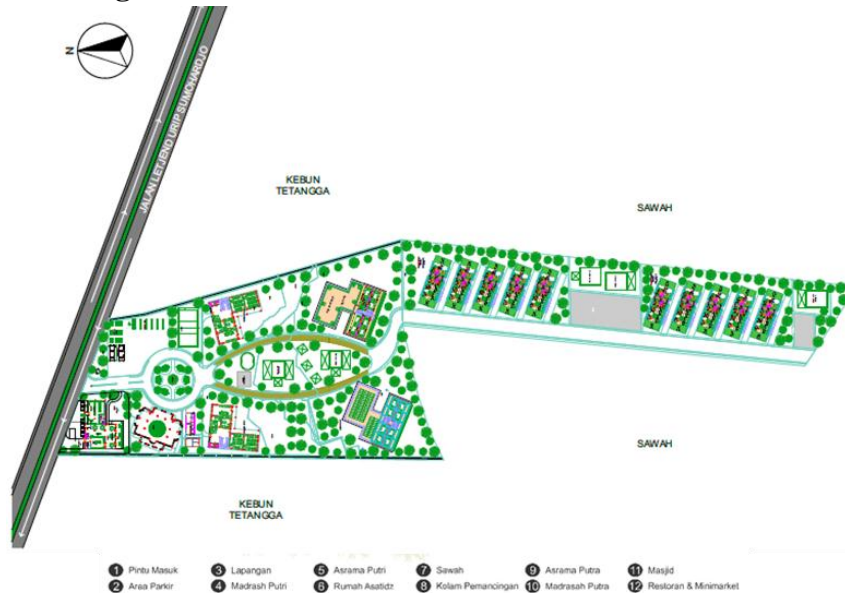 N
JALAN LETJEND URIP SUMOHARDJO
KEBUN
TETANGGA
SAWAH
SAWAH
KEBUN
TETANGGA
1 Pintu Masuk
2 Area Parkir
3 Lapangan
4 Madrash Putri
5 Asrama Putri
6 Rumah Asatidz
7 Sawah
8 Kolam Pemancingan
9 Asrama Putra
10 Madrasah Putra
11 Masjid
12 Restoran & Minimarket